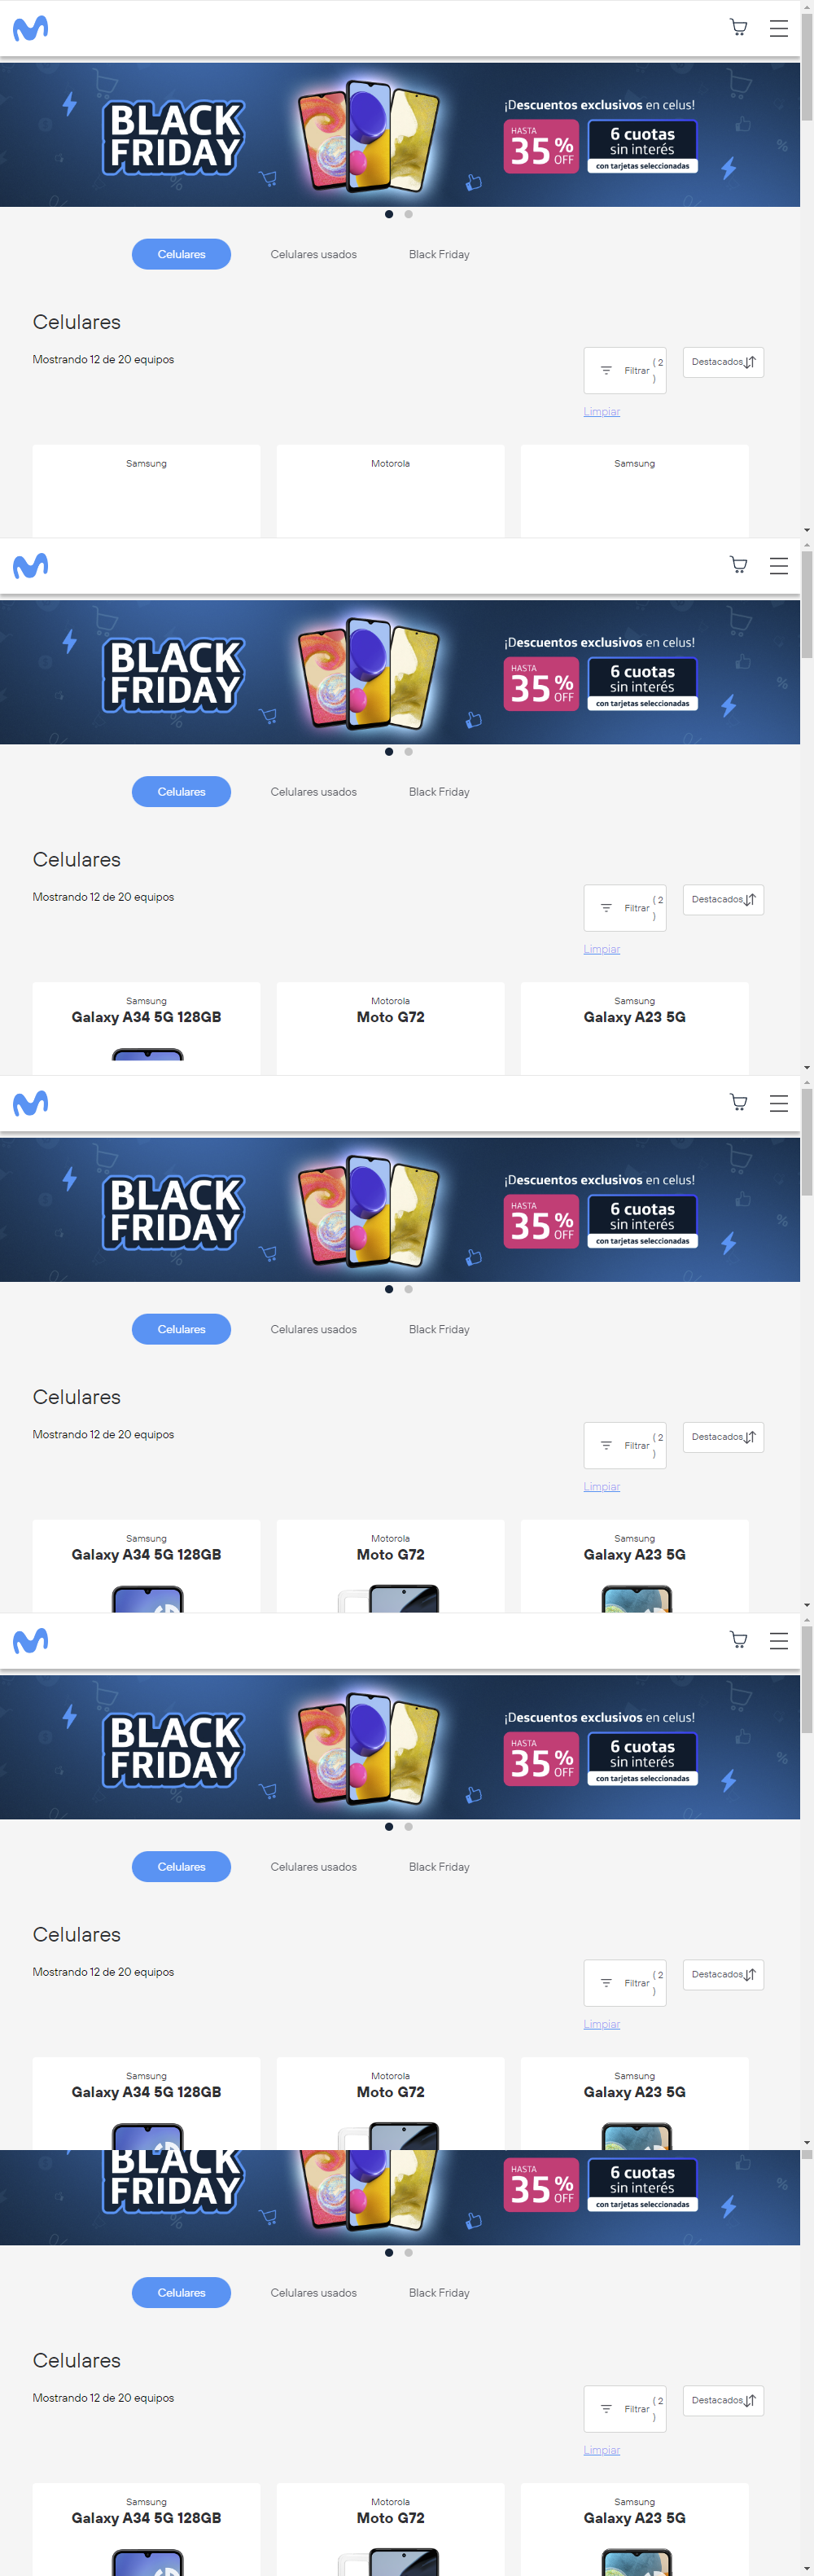 ¡Descuentos exclusivos en celus!
BLACK
FRIDAY
HASTA
35% OFF
6 cuotas
sin interés
con tarjetas seleccionadas
Celulares
Celulares usados
Black Friday
Celulares
Mostrando 12 de 20 equipos
Filtrar ( 2 )
Destacados
Limpiar
Samsung
Motorola
Samsung
¡Descuentos exclusivos en celus!
BLACK
FRIDAY
HASTA
35% OFF
6 cuotas
sin interés
con tarjetas seleccionadas
Celulares
Celulares usados
Black Friday
Celulares
Mostrando 12 de 20 equipos
Filtrar ( 2 )
Destacados
Limpiar
Samsung
Galaxy A34 5G 128GB
Motorola
Moto G72
Samsung
Galaxy A23 5G
¡Descuentos exclusivos en celus!
BLACK
FRIDAY
HASTA
35% OFF
6 cuotas
sin interés
con tarjetas seleccionadas
Celulares
Celulares usados
Black Friday
Celulares
Mostrando 12 de 20 equipos
Filtrar ( 2 )
Destacados
Limpiar
Samsung
Galaxy A34 5G 128GB
Motorola
Moto G72
Samsung
Galaxy A23 5G
¡Descuentos exclusivos en celus!
BLACK
FRIDAY
HASTA
35% OFF
6 cuotas
sin interés
con tarjetas seleccionadas
Celulares
Celulares usados
Black Friday
Celulares
Mostrando 12 de 20 equipos
Filtrar ( 2 )
Destacados
Limpiar
Samsung
Galaxy A34 5G 128GB
Motorola
Moto G72
Samsung
Galaxy A23 5G
BLACK
FRIDAY
HASTA
35% OFF
6 cuotas
sin interés
con tarjetas seleccionadas
Celulares
Celulares usados
Black Friday
Celulares
Mostrando 12 de 20 equipos
Filtrar ( 2 )
Destacados
Limpiar
Samsung
Galaxy A34 5G 128GB
Motorola
Moto G72
Samsung
Galaxy A23 5G